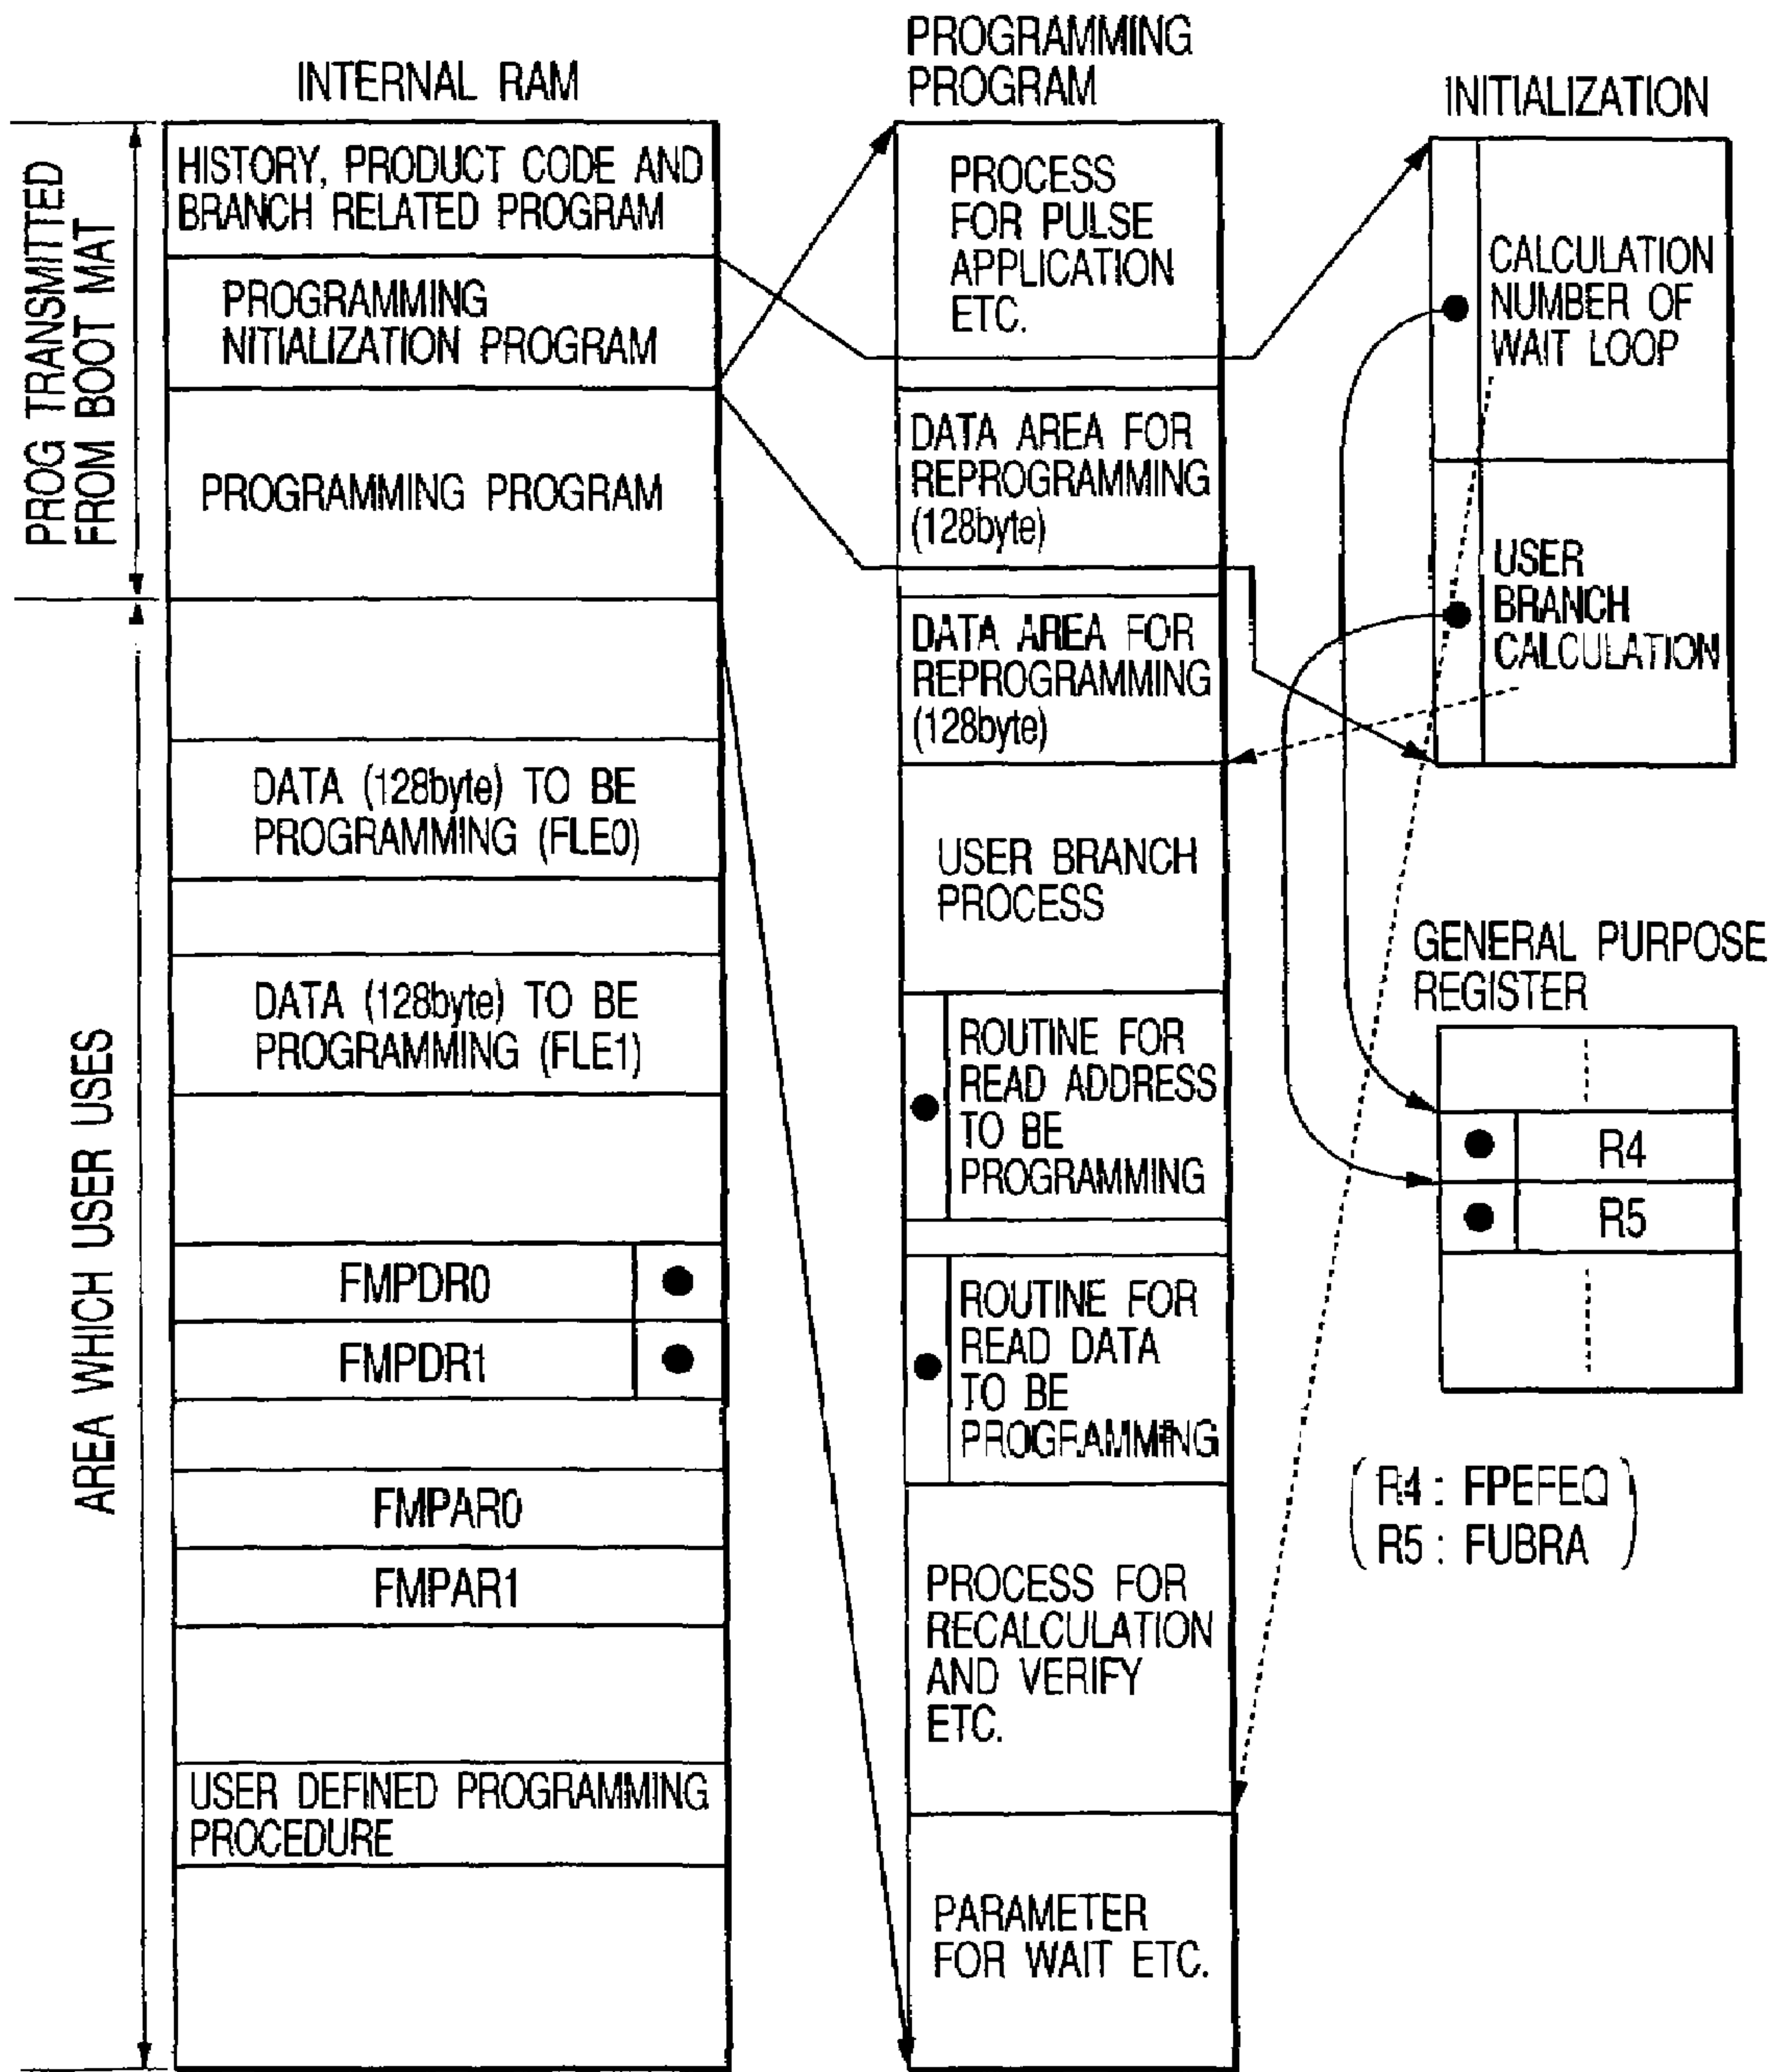 INTERNAL RAM
PROG TRANSMITTED
FROM BOOT MAT
AREA WHICH USER USES
HISTORY, PRODUCT CODE AND
BRANCH RELATED PROGRAM
PROGRAMMING
NITIALIZATION PROGRAM
PROGRAMMING PROGRAM
DATA (128byte) TO BE
PROGRAMMING (FLE0)
DATA (128byte) TO BE
PROGRAMMING (FLE1)
FMPDR0
FMPDR1
FMPAR0
FMPAR1
USER DEFINED PROGRAMMING
PROCEDURE
PROGRAMMING
PROGRAM
PROCESS
FOR PULSE
APPLICATION
ETC.
DATA AREA FOR
REPROGRAMMING
(128byte)
DATA AREA FOR
REPROGRAMMING
(128byte)
USER BRANCH
PROCESS
ROUTINE FOR
READ ADDRESS
TO BE
PROGRAMMING
ROUTINE FOR
READ DATA
TO BE
PROGRAMMING
PROCESS FOR
RECALCULATION
AND VERIFY
ETC.
PARAMETER
FOR WAIT ETC.
INITIALIZATION
CALCULATION
NUMBER OF
WAIT LOOP
USER
BRANCH
CALCULATION
GENERAL PURPOSE
REGISTER
R4
R5
(R4 : FPEFEQ
R5 : FUBRA)